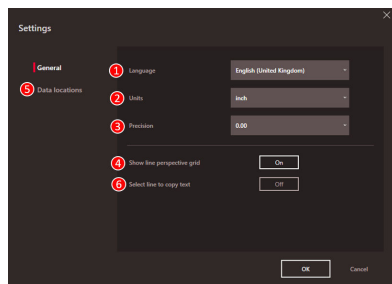 Settings
General
1 Language English (United Kingdom)
5 Data locations
2 Units inch
3 Precision 0.00
4 Show line perspective grid On
6 Select line to copy text Off
OK Cancel